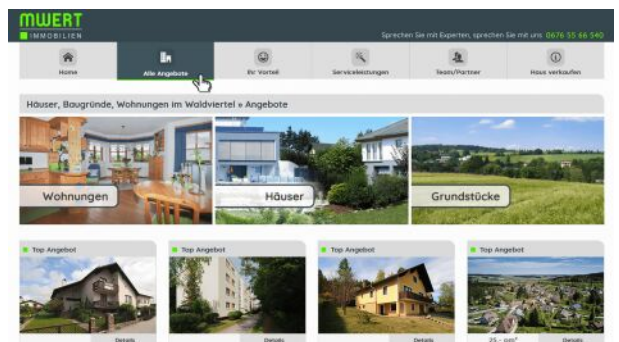 MWERT
IMMOBILIEN
Sprechen Sie mit Experten, sprechen Sie mit uns 0676 55 66 540
Home
Alle Angebote
Ihr Vorteil
Serviceleistungen
Team/Partner
Haus verkaufen
Häuser, Baugründe, Wohnungen im Waldviertel » Angebote
Wohnungen
Häuser
Grundstücke
Top Angebot
Top Angebot
Top Angebot
Top Angebot
Details
Details
Details
25.- pm² Details